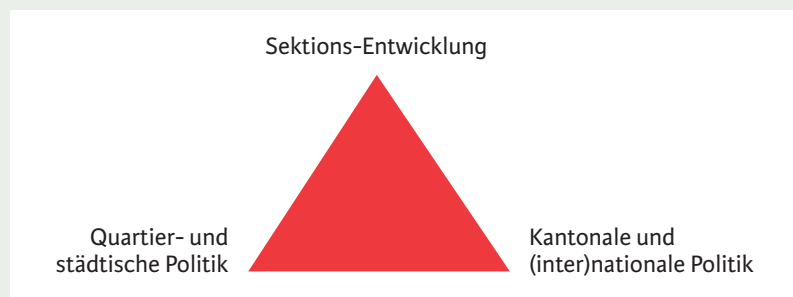 Sektions-Entwicklung
Quartier- und
städtische Politik
Kantonale und
(inter)nationale Politik